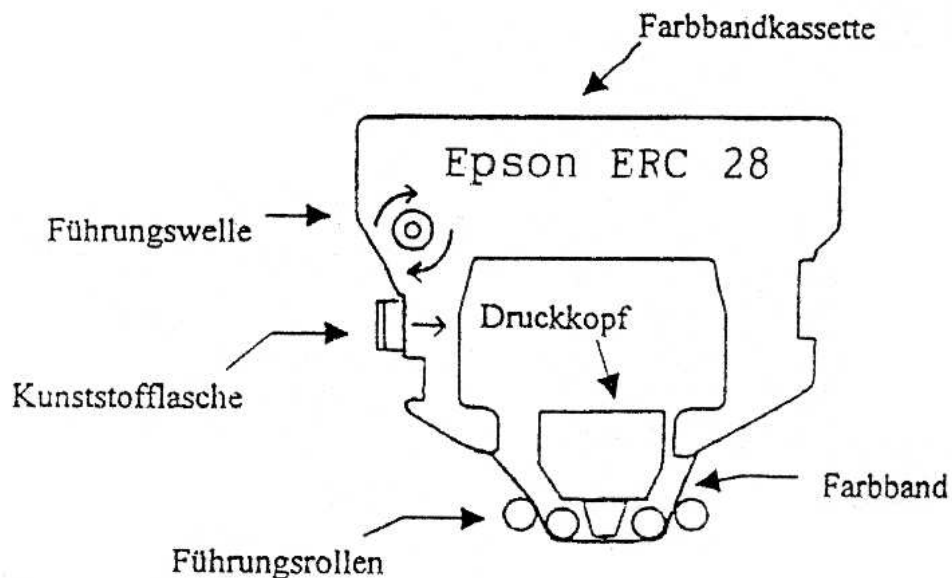 Farbbandkassette
Epson ERC 28
Führungswelle
Druckkopf
Kunststofflasche
Farbband
Führungsrollen